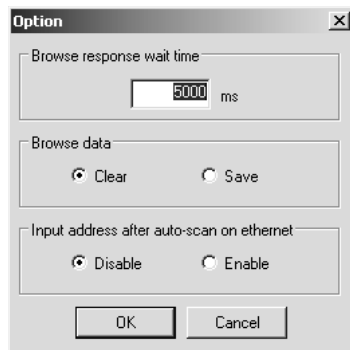 Option
Browse response wait time
5000 ms
Browse data
Clear Save
Input address after auto-scan on ethernet
Disable Enable
OK Cancel